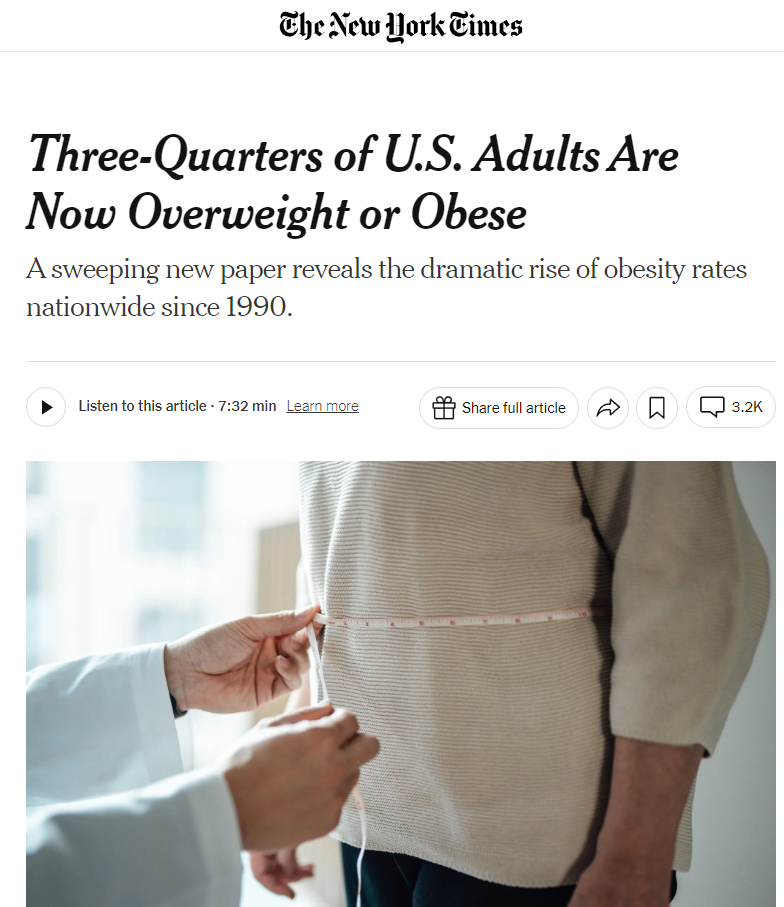 The New York Times
Three-Quarters of U.S. Adults Are
Now Overweight or Obese
A sweeping new paper reveals the dramatic rise of obesity rates
nationwide since 1990.
Listen to this article · 7:32 min Learn more
Share full article
3.2K